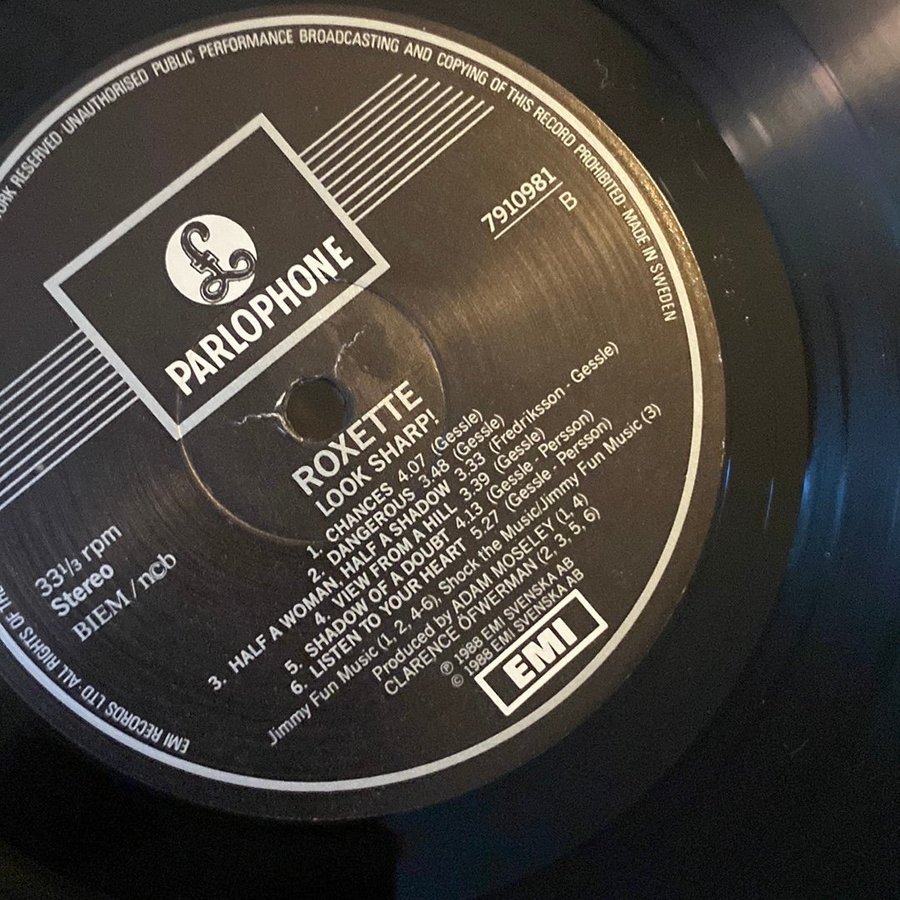 ORK RESERVED · UNAUTHORISED PUBLIC PERFORMANCE BROADCASTING AND COPYING OF THIS RECORD PROHIBITED · MADE IN SWEDEN
£
PARLOPHONE
7910981
B
ROXETTE
LOOK SHARP!
1. CHANCES 4.07 (Gessle)
2. DANGEROUS 3.48 (Gessle)
3. HALF A WOMAN, HALF A SHADOW 3.33 (Fredriksson - Gessle)
4. VIEW FROM A HILL 3.39 (Gessle)
5. SHADOW OF A DOUBT 4.13 (Gessle - Persson)
6. LISTEN TO YOUR HEART 5.27 (Gessle - Persson)
Jimmy Fun Music (1, 2, 4-6), Shock the Music/Jimmy Fun Music (3)
Produced by ADAM MOSELEY (1, 4)
CLARENCE ÖFWERMAN (2, 3, 5, 6)
℗ 1988 EMI SVENSKA AB
© 1988 EMI SVENSKA AB
EMI
33 1/3 rpm
Stereo
BIEM/ncb
EMI RECORDS LTD · ALL RIGHTS OF THE